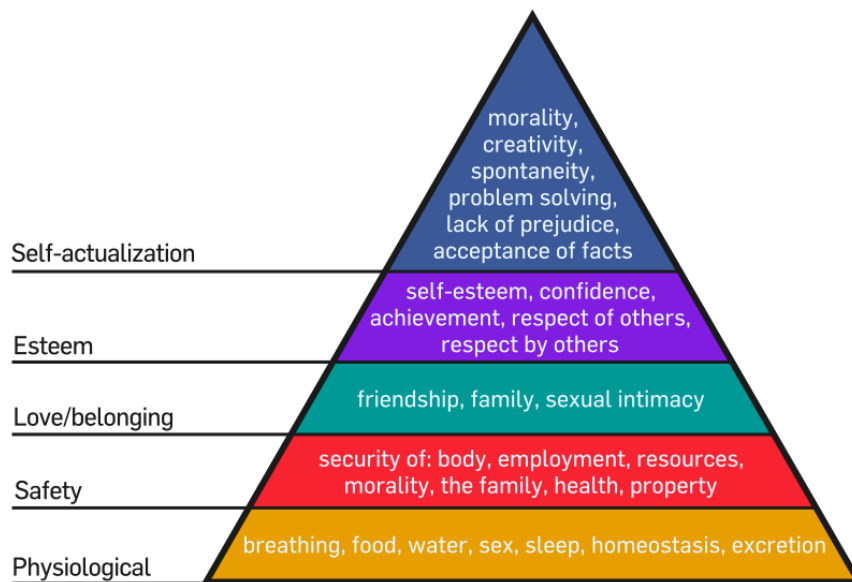 morality,
creativity,
spontaneity,
problem solving,
lack of prejudice,
acceptance of facts
Self-actualization
self-esteem, confidence,
achievement, respect of others,
respect by others
Esteem
friendship, family, sexual intimacy
Love/belonging
security of: body, employment, resources,
morality, the family, health, property
Safety
breathing, food, water, sex, sleep, homeostasis, excretion
Physiological